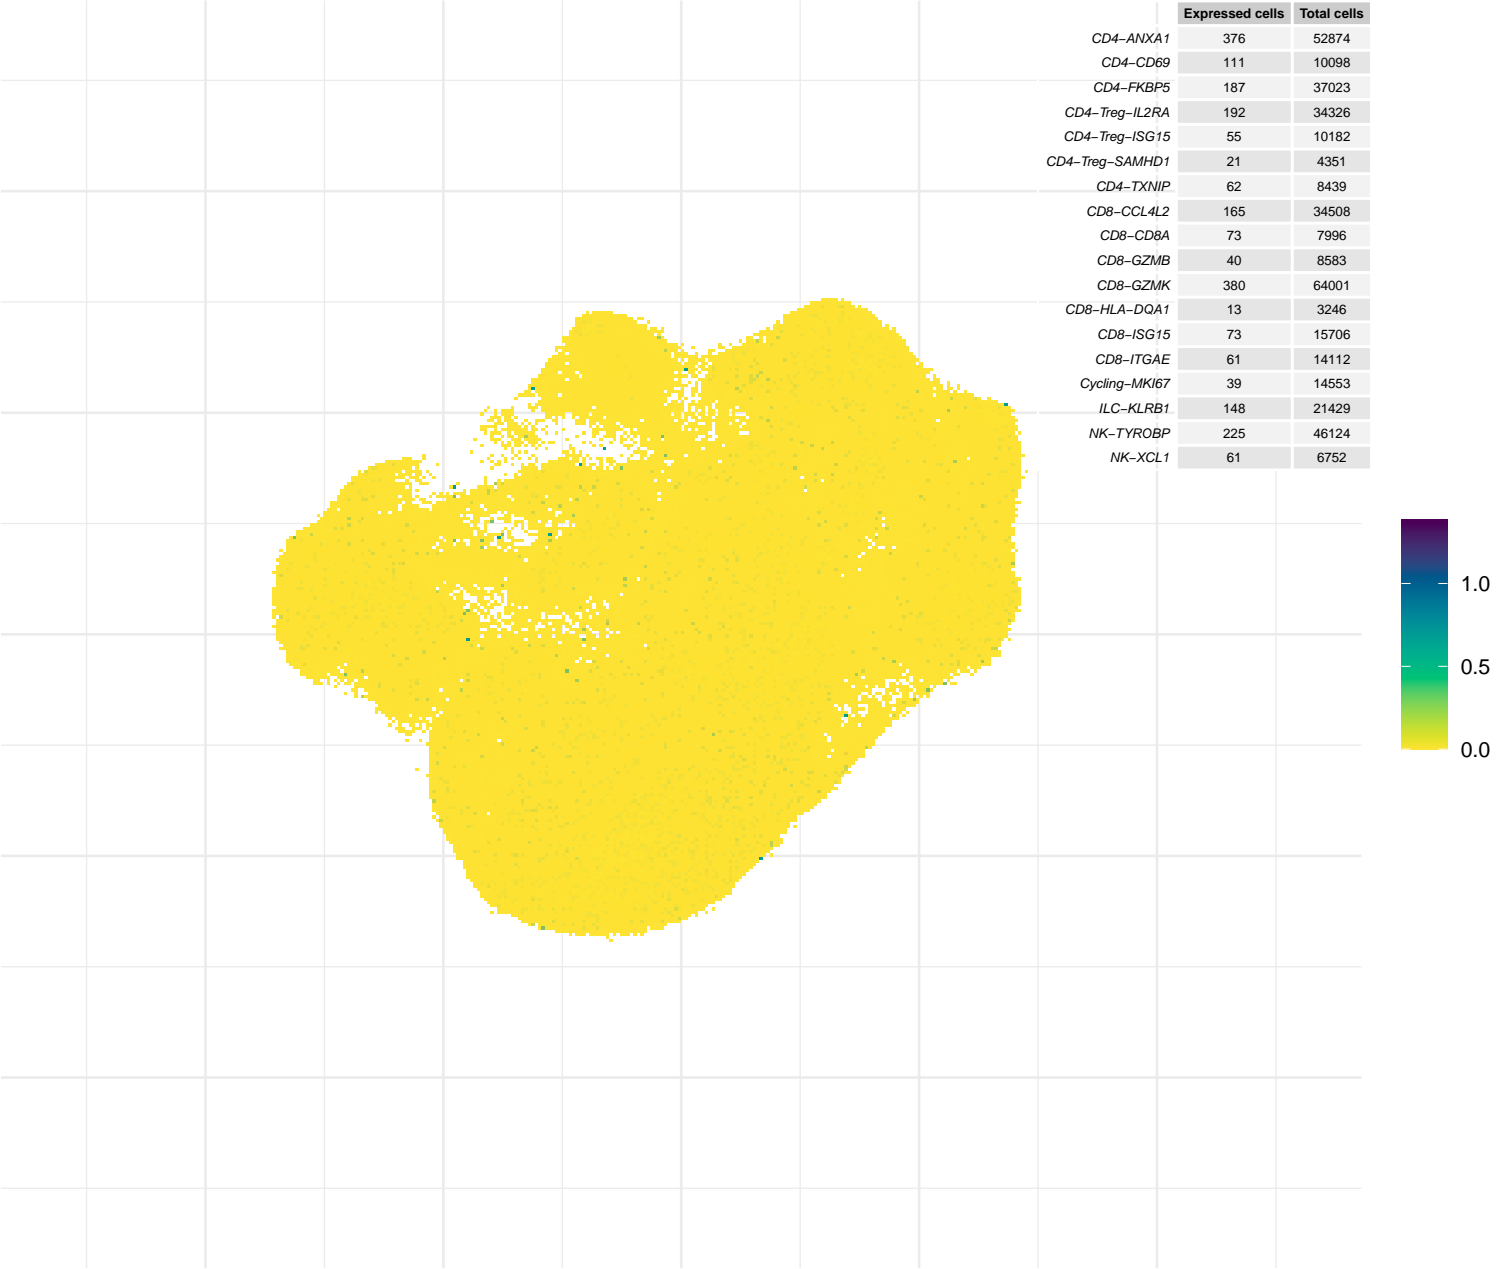 Expressed cells Total cells
CD4−ANXA1 376 52874
CD4−CD69 111 10098
CD4−FKBP5 187 37023
CD4−Treg−IL2RA 192 34326
CD4−Treg−ISG15 55 10182
CD4−Treg−SAMHD1 21 4351
CD4−TXNIP 62 8439
CD8−CCL4L2 165 34508
CD8−CD8A 73 7996
CD8−GZMB 40 8583
CD8−GZMK 380 64001
CD8−HLA−DQA1 13 3246
CD8−ISG15 73 15706
CD8−ITGAE 61 14112
Cycling−MKI67 39 14553
ILC−KLRB1 148 21429
NK−TYROBP 225 46124
NK−XCL1 61 6752
1.0
0.5
0.0